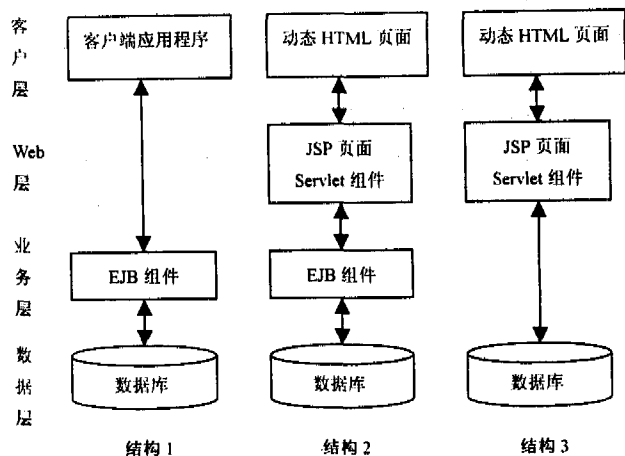 客户层
客户端应用程序
动态 HTML 页面
动态 HTML 页面
Web层
JSP 页面
Servlet 组件
JSP 页面
Servlet 组件
业务层
EJB 组件
EJB 组件
数据层
数据库
数据库
数据库
结构 1
结构 2
结构 3